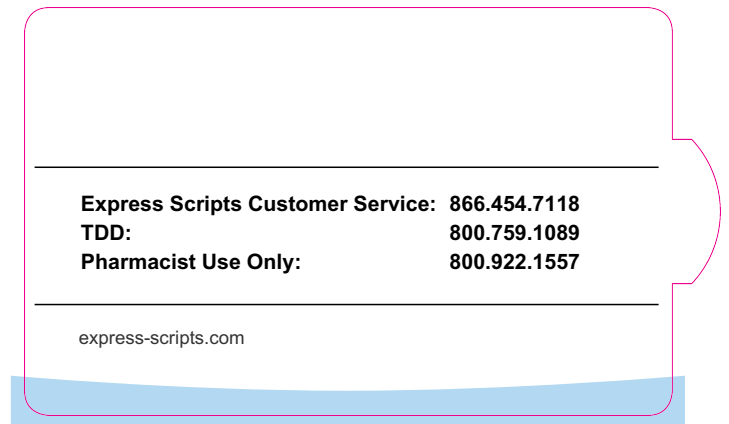 Express Scripts Customer Service: 866.454.7118
TDD: 800.759.1089
Pharmacist Use Only: 800.922.1557
express-scripts.com